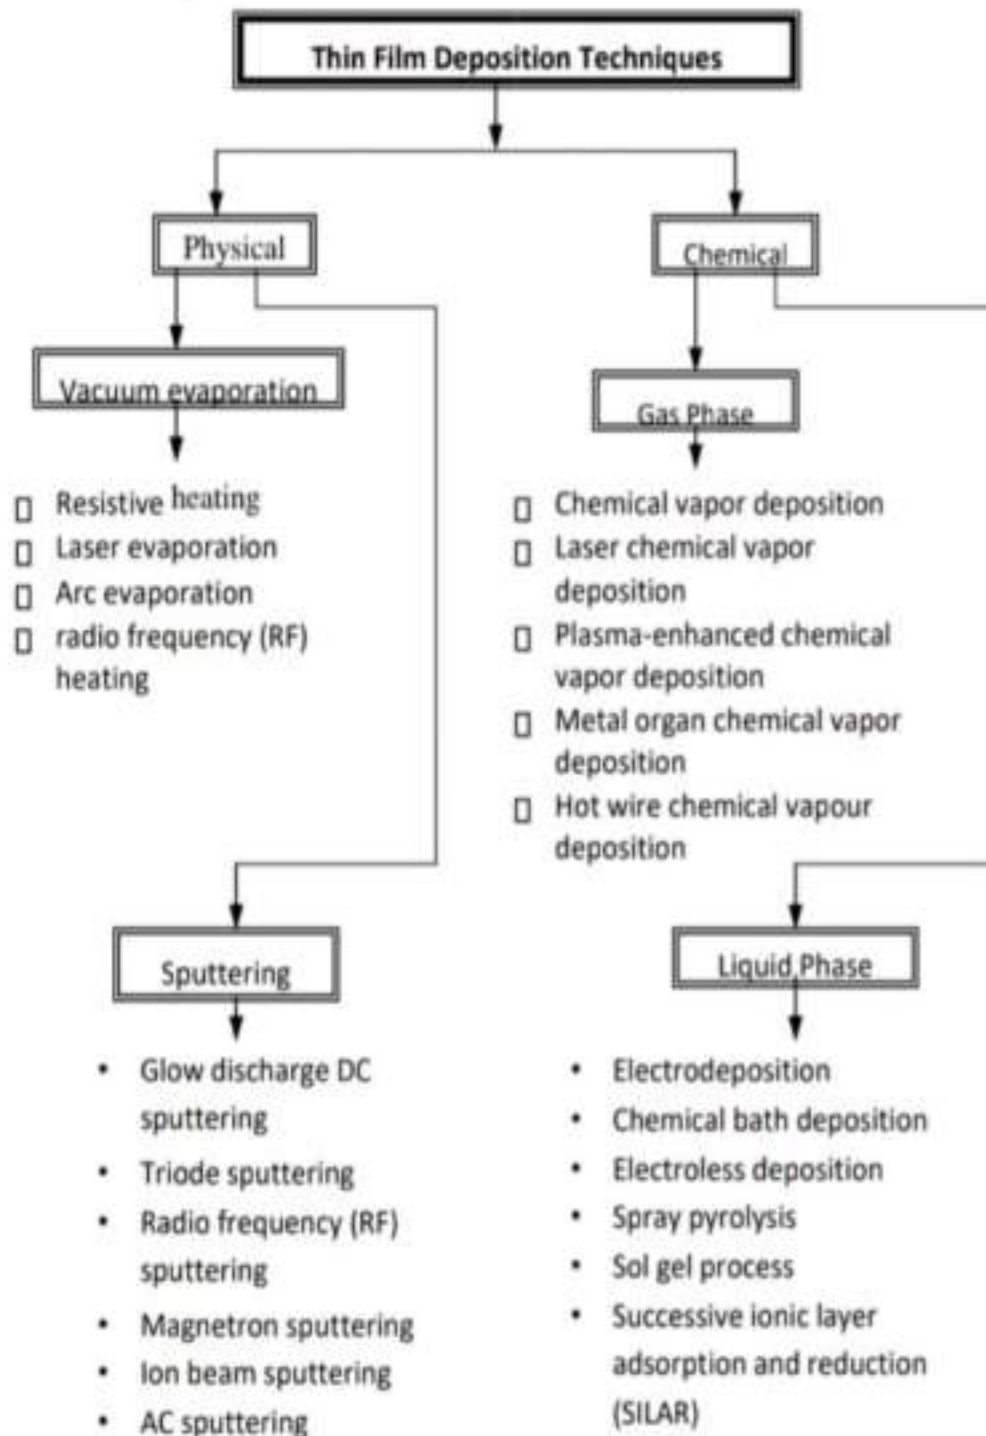 Thin Film Deposition Techniques
Physical
Chemical
Vacuum evaporation
Gas Phase
Resistive heating
Laser evaporation
Arc evaporation
radio frequency (RF)
heating
Chemical vapor deposition
Laser chemical vapor
deposition
Plasma-enhanced chemical
vapor deposition
Metal organ chemical vapor
deposition
Hot wire chemical vapour
deposition
Sputtering
Liquid Phase
• Glow discharge DC
sputtering
• Triode sputtering
• Radio frequency (RF)
sputtering
• Magnetron sputtering
• Ion beam sputtering
• AC sputtering
• Electrodeposition
• Chemical bath deposition
• Electroless deposition
• Spray pyrolysis
• Sol gel process
• Successive ionic layer
adsorption and reduction
(SILAR)